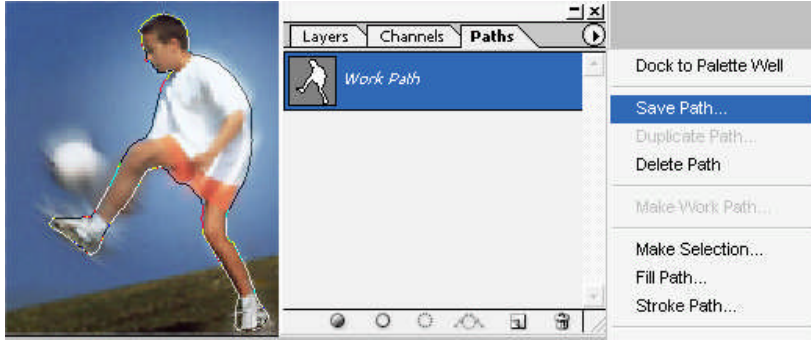 Layers Channels Paths
Work Path
Dock to Palette Well
Save Path...
Duplicate Path...
Delete Path
Make Work Path...
Make Selection...
Fill Path...
Stroke Path...